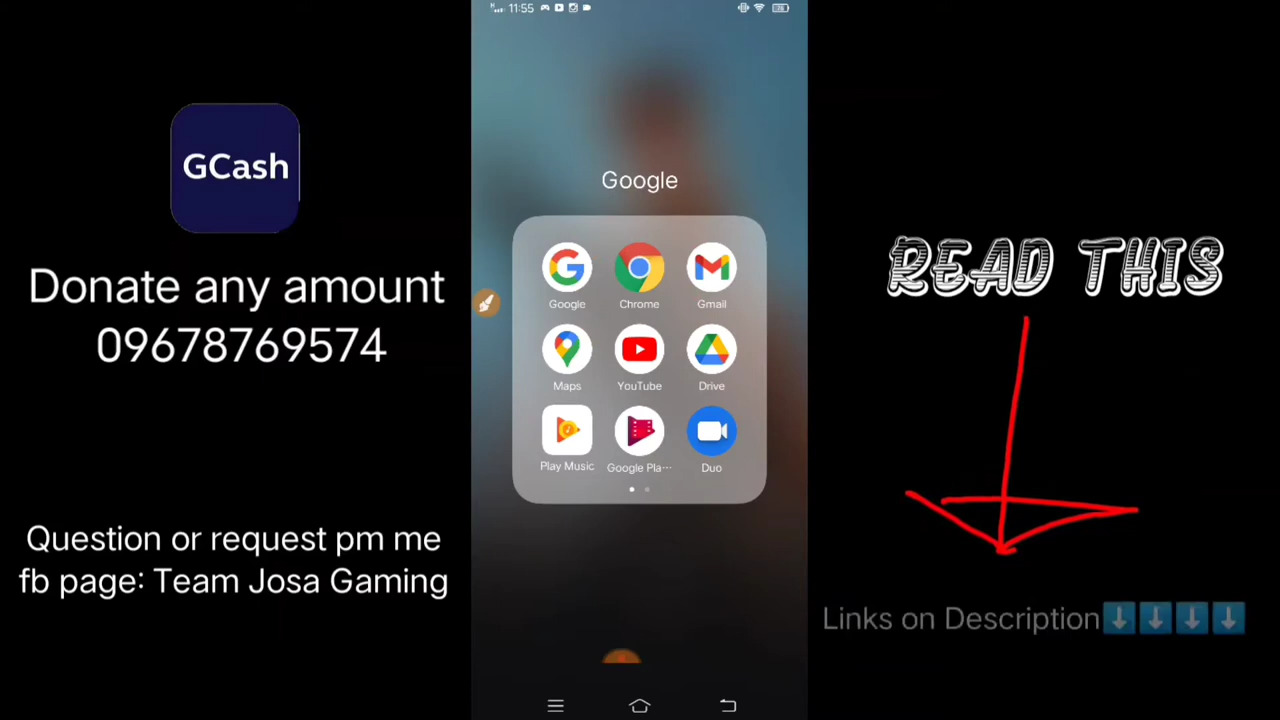 11:55
GCash
Donate any amount
09678769574
Question or request pm me
fb page: Team Josa Gaming
Google
Google Chrome Gmail
Maps YouTube Drive
Play Music Google Pla··· Duo
READ THIS
Links on Description⬇️⬇️⬇️⬇️